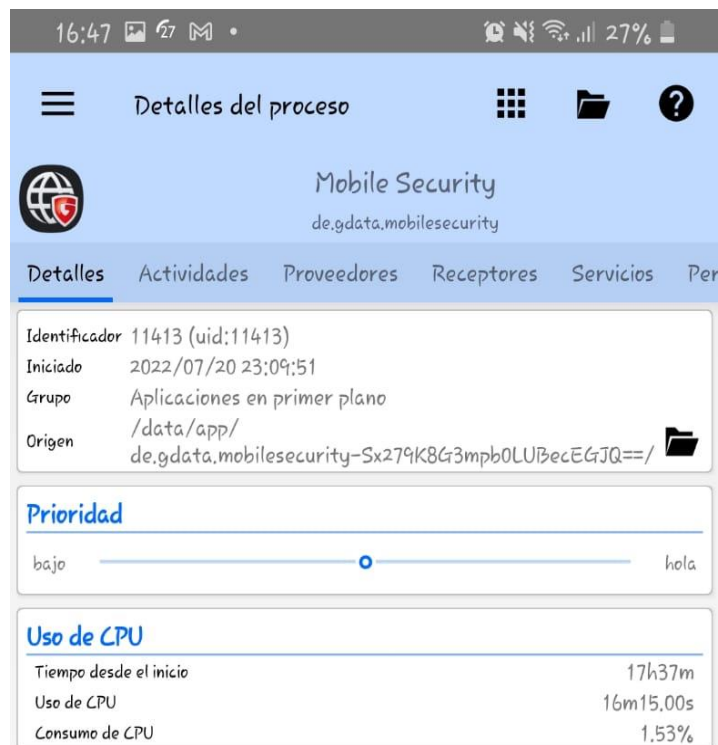 16:47 27 27%
Detalles del proceso
Mobile Security
de.gdata.mobilesecurity
Detalles Actividades Proveedores Receptores Servicios Per
Identificador 11413 (uid:11413)
Iniciado 2022/07/20 23:09:51
Grupo Aplicaciones en primer plano
Origen /data/app/
de.gdata.mobilesecurity-Sx279K8G3mpb0LUBecEGJQ==/
Prioridad
bajo hola
Uso de CPU
Tiempo desde el inicio 17h37m
Uso de CPU 16m15.00s
Consumo de CPU 1.53%